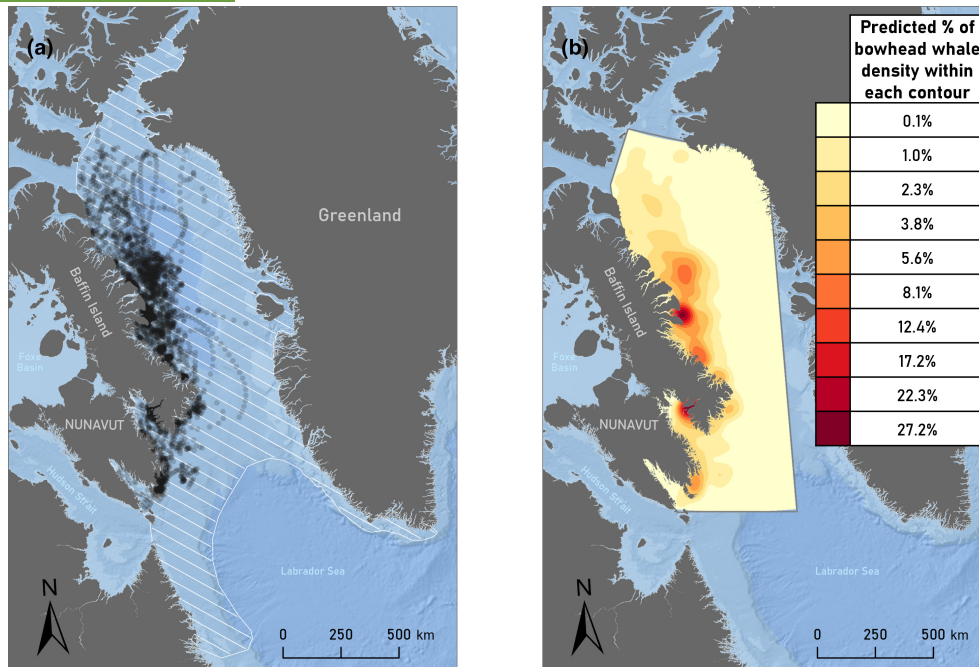 (a)
Greenland
Baffin Island
Foxe
Basin
NUNAVUT
Hudson Strait
Labrador Sea
N
0 250 500 km
(b)
Baffin Island
Foxe
Basin
NUNAVUT
Hudson Strait
Labrador Sea
N
0 250 500 km
Predicted % of
bowhead whale
density within
each contour
0.1%
1.0%
2.3%
3.8%
5.6%
8.1%
12.4%
17.2%
22.3%
27.2%